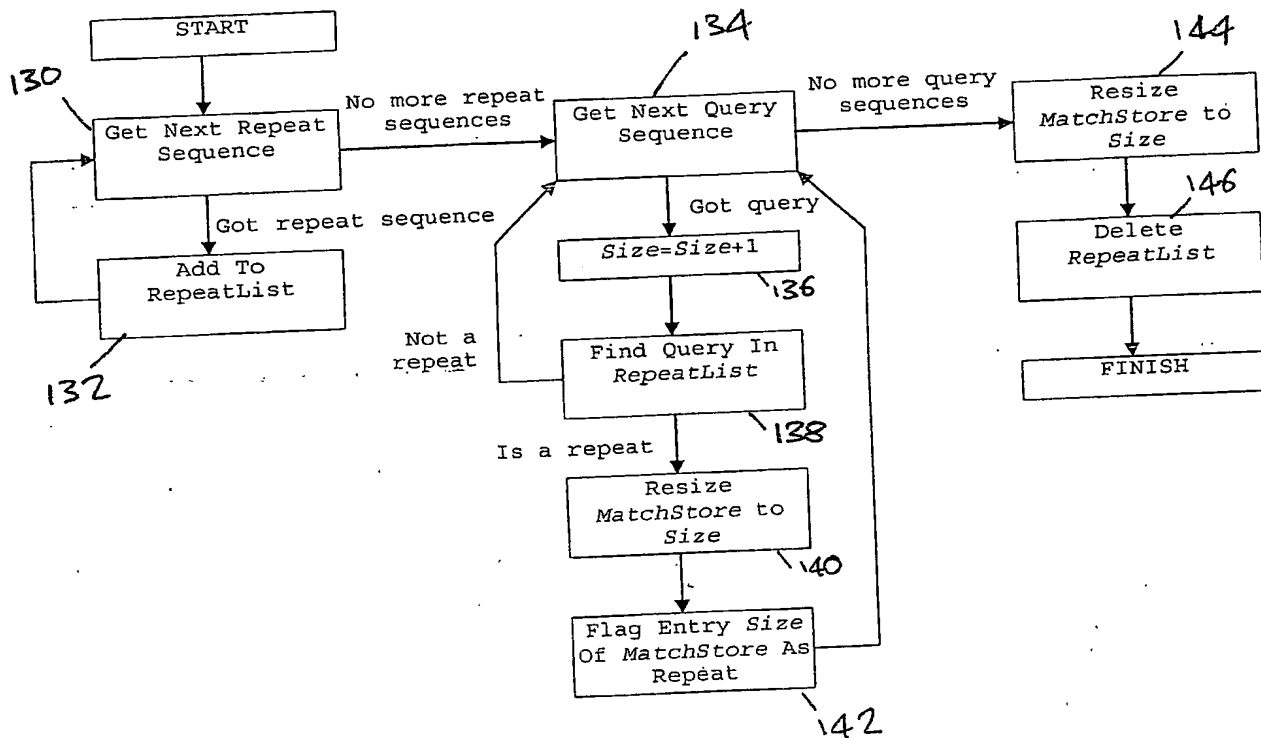 START
130
Get Next Repeat
Sequence
Got repeat sequence
Add To
RepeatList
132
No more repeat
sequences
134
Get Next Query
Sequence
Got query
Size=Size+1
136
Not a
repeat
Find Query In
RepeatList
138
Is a repeat
Resize
MatchStore to
Size
140
Flag Entry Size
Of MatchStore As
Repeat
142
No more query
sequences
144
Resize
MatchStore to
Size
146
Delete
RepeatList
FINISH